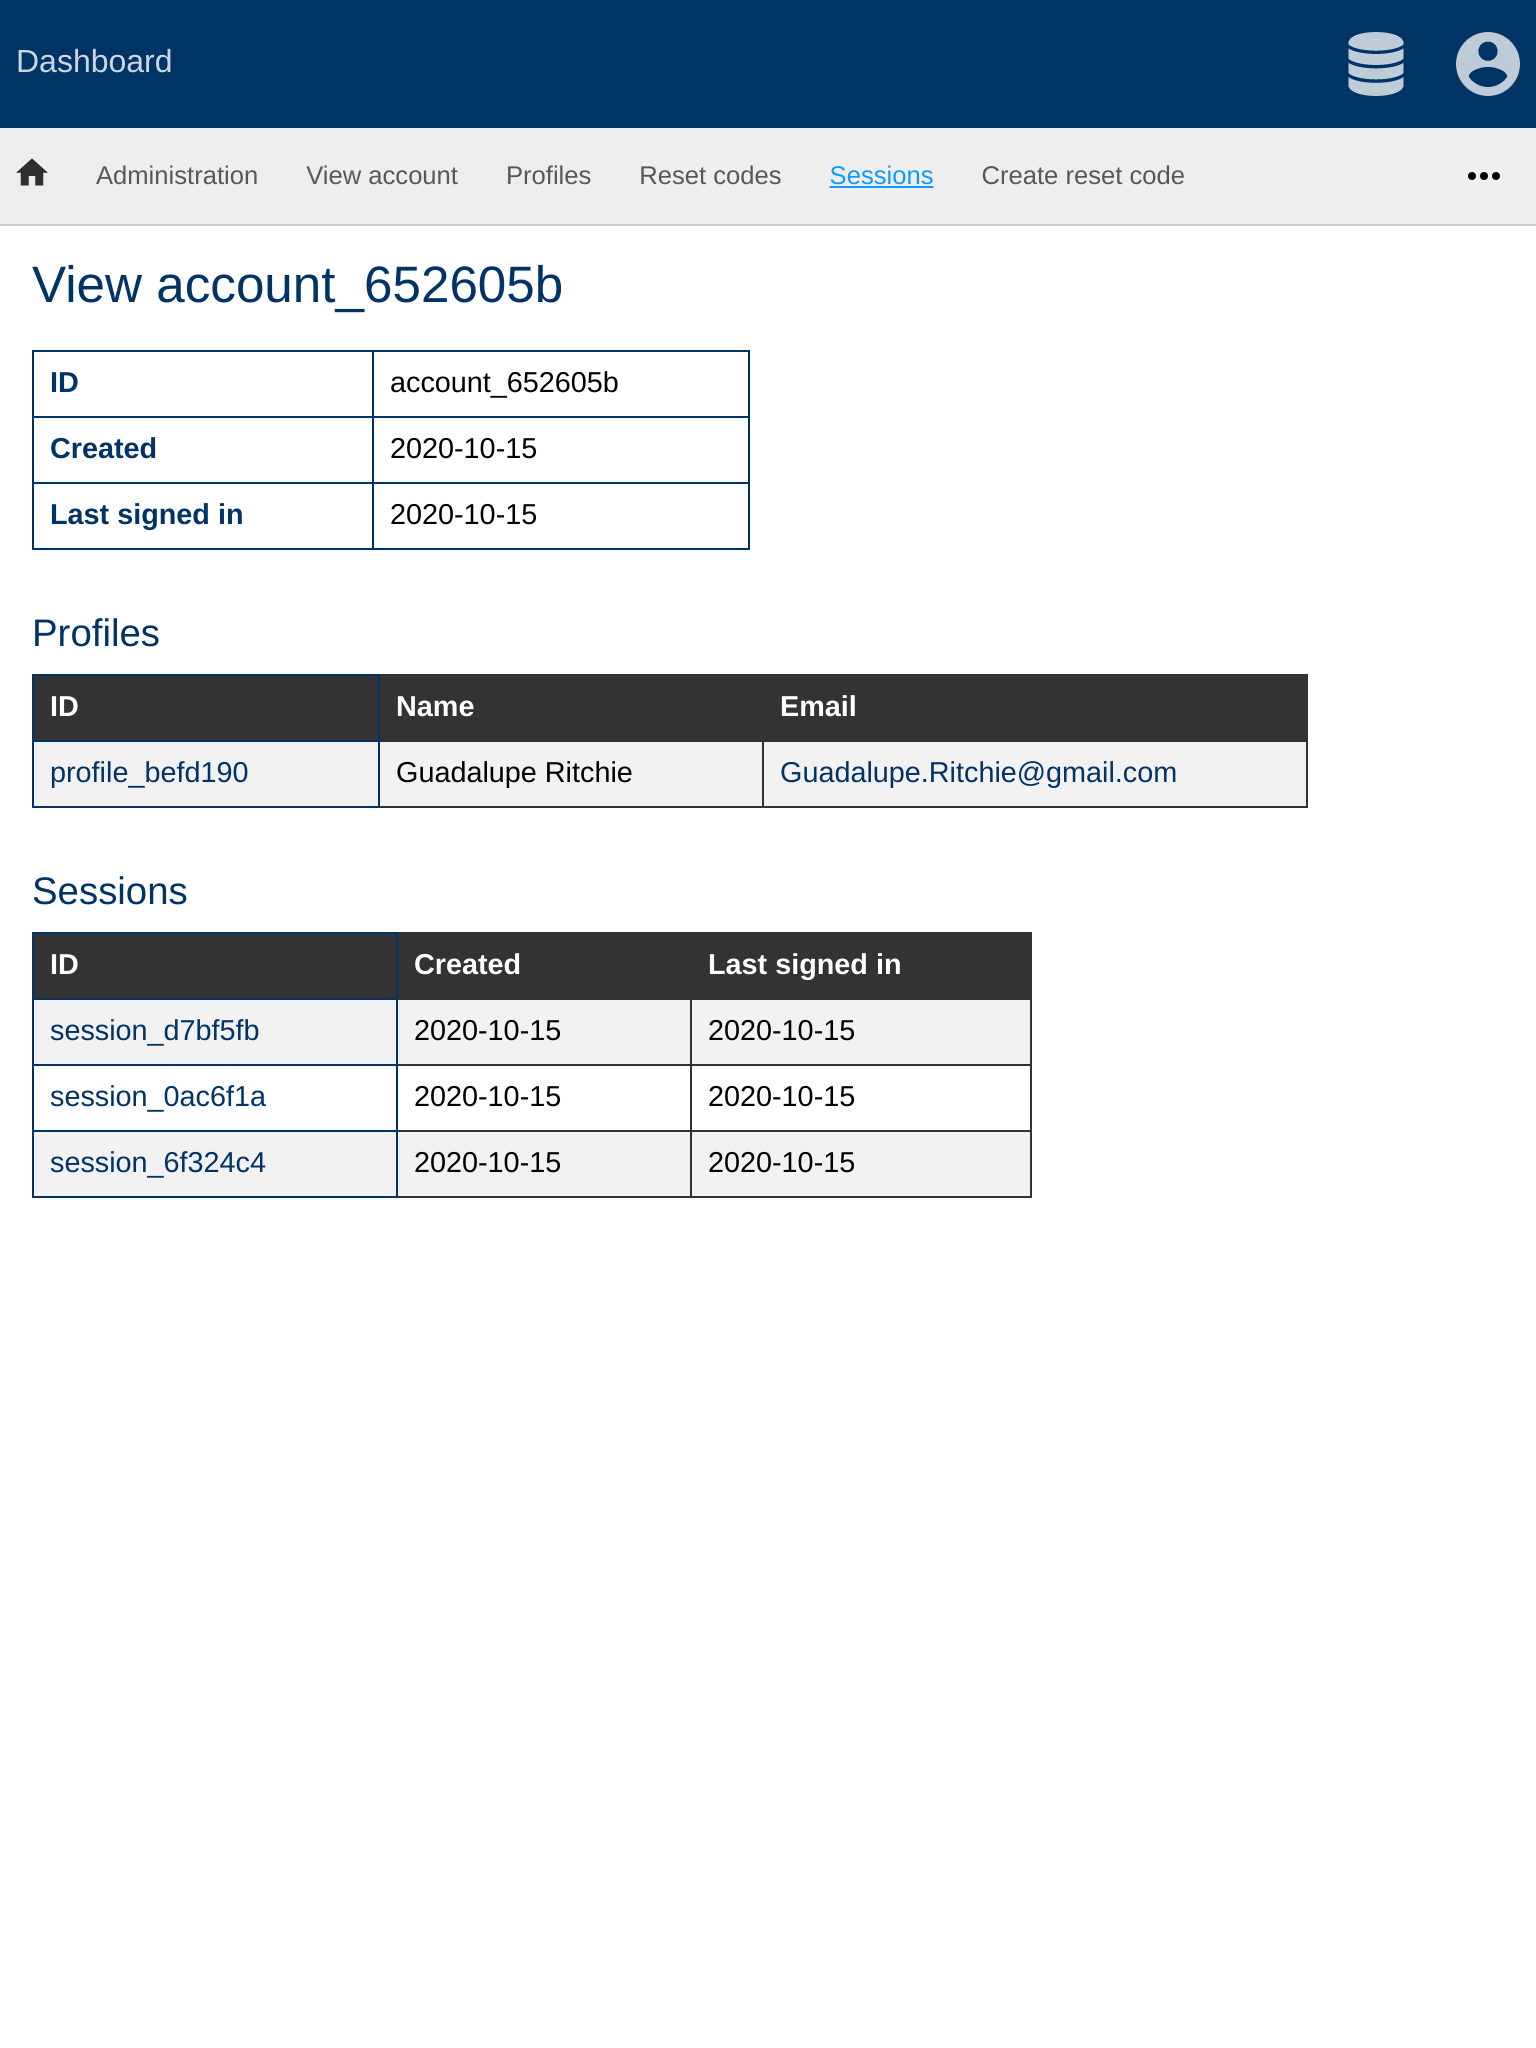 Dashboard
Administration View account Profiles Reset codes Sessions Create reset code
View account_652605b
ID account_652605b
Created 2020-10-15
Last signed in 2020-10-15
Profiles
ID Name Email
profile_befd190 Guadalupe Ritchie Guadalupe.Ritchie@gmail.com
Sessions
ID Created Last signed in
session_d7bf5fb 2020-10-15 2020-10-15
session_0ac6f1a 2020-10-15 2020-10-15
session_6f324c4 2020-10-15 2020-10-15